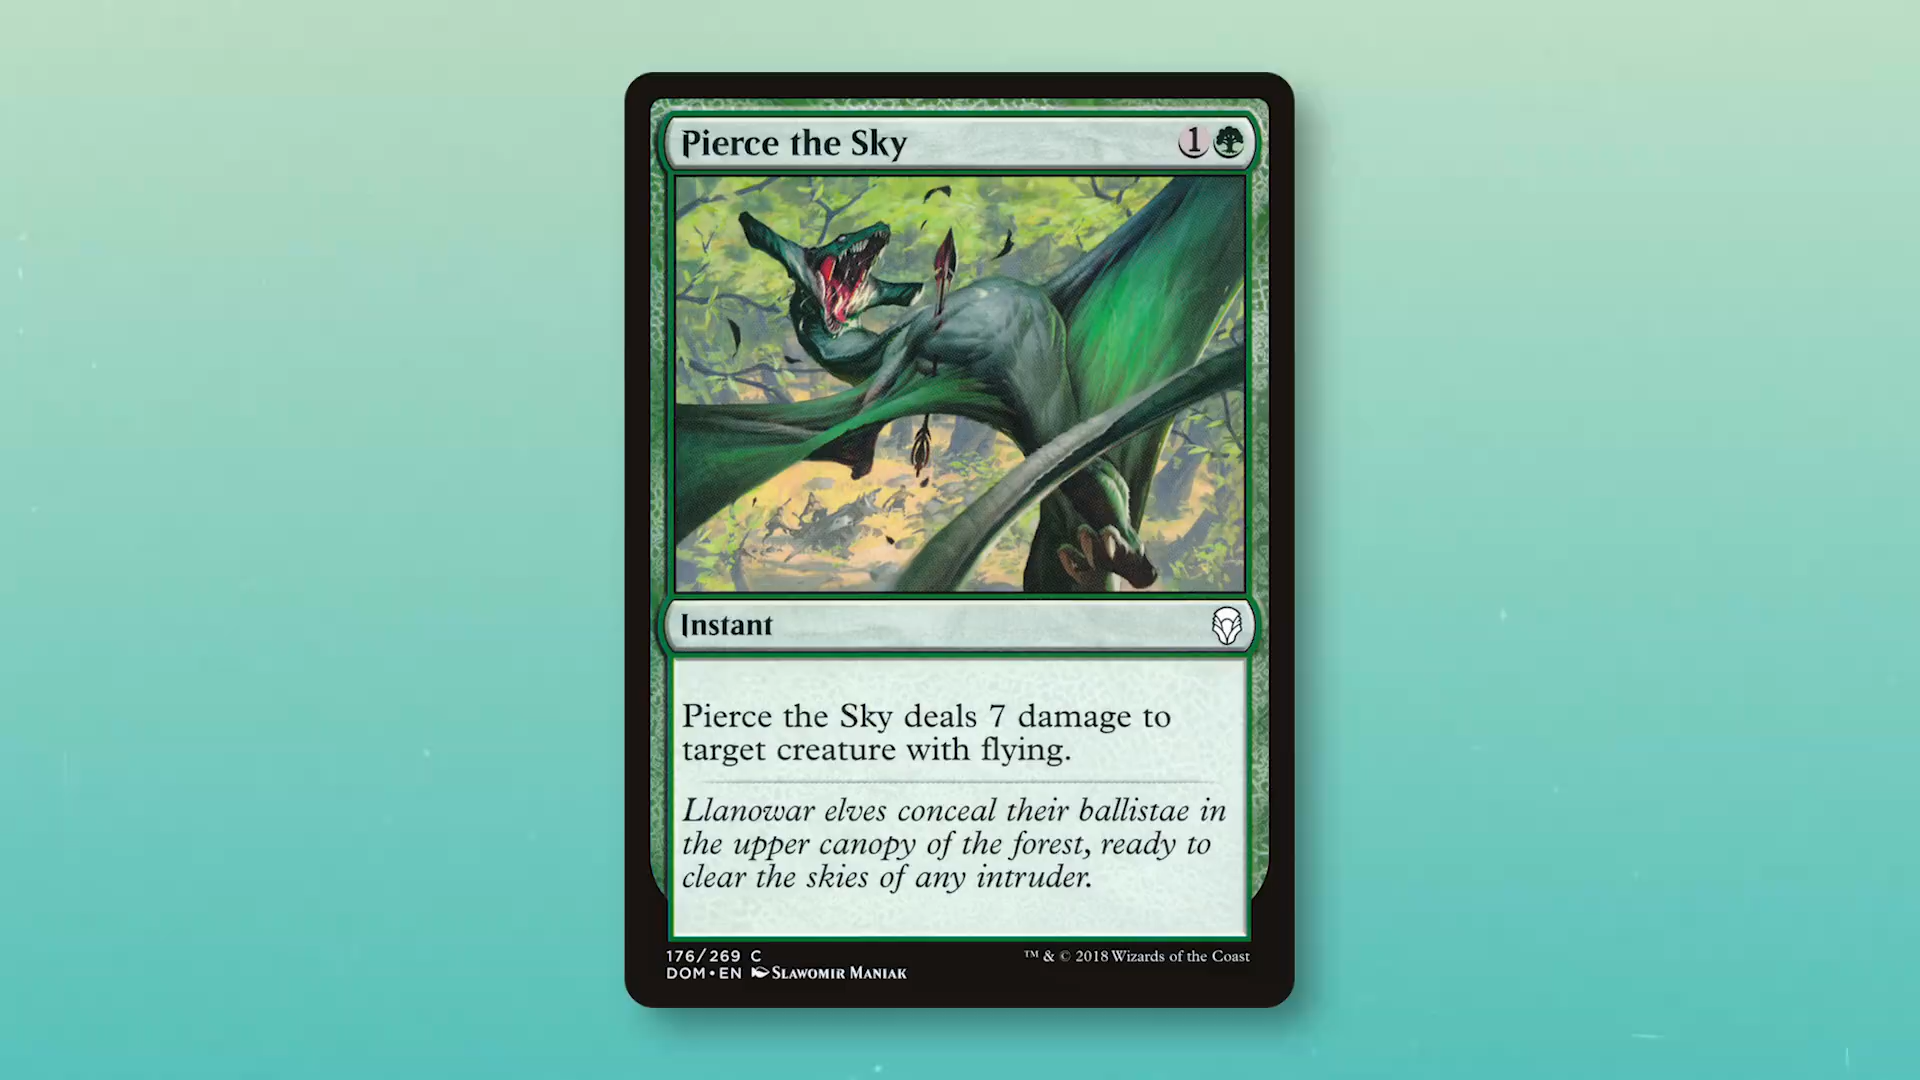 Pierce the Sky 1
Instant
Pierce the Sky deals 7 damage to
target creature with flying.
Llanowar elves conceal their ballistae in
the upper canopy of the forest, ready to
clear the skies of any intruder.
176/269 C
DOM • EN Slawomir Maniak
™ & © 2018 Wizards of the Coast